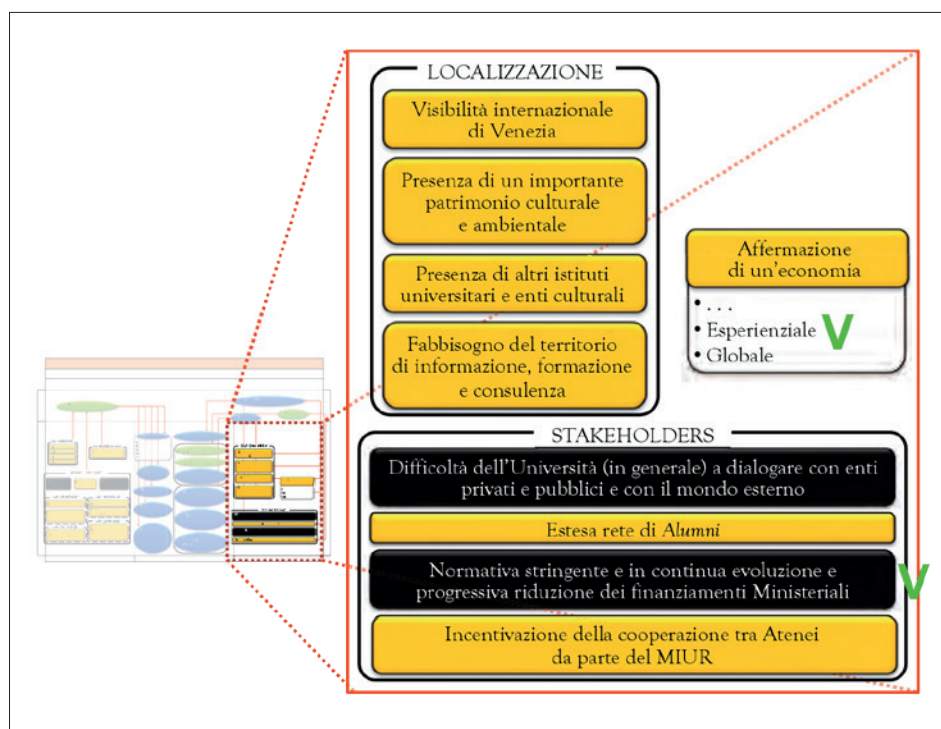 LOCALIZZAZIONE
Visibilità internazionale
di Venezia
Presenza di un importante
patrimonio culturale
e ambientale
Presenza di altri istituti
universitari e enti culturali
Fabbisogno del territorio
di informazione, formazione
e consulenza
Affermazione
di un'economia
• . . .
• Esperienziale
• Globale
V
STAKEHOLDERS
Difficoltà dell'Università (in generale) a dialogare con enti
privati e pubblici e con il mondo esterno
Estesa rete di Alumni
Normativa stringente e in continua evoluzione e
progressiva riduzione dei finanziamenti Ministeriali
V
Incentivazione della cooperazione tra Atenei
da parte del MIUR